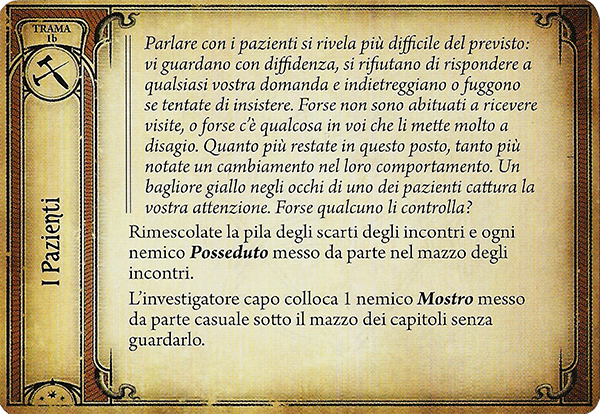 TRAMA
1b
I Pazienti
Parlare con i pazienti si rivela più difficile del previsto:
vi guardano con diffidenza, si rifiutano di rispondere a
qualsiasi vostra domanda e indietreggiano o fuggono
se tentate di insistere. Forse non sono abituati a ricevere
visite, o forse c’è qualcosa in voi che li mette molto a
disagio. Quanto più restate in questo posto, tanto più
notate un cambiamento nel loro comportamento. Un
bagliore giallo negli occhi di uno dei pazienti cattura la
vostra attenzione. Forse qualcuno li controlla?
Rimescolate la pila degli scarti degli incontri e ogni
nemico Posseduto messo da parte nel mazzo degli
incontri.
L’investigatore capo colloca 1 nemico Mostro messo
da parte casuale sotto il mazzo dei capitoli senza
guardarlo.